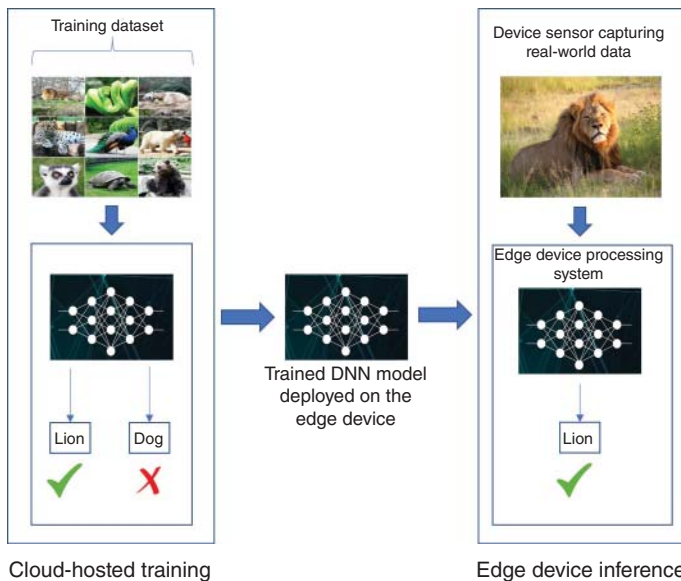 Training dataset
Lion
Dog
Cloud-hosted training
Trained DNN model
deployed on the
edge device
Device sensor capturing
real-world data
Edge device processing
system
Lion
Edge device inference